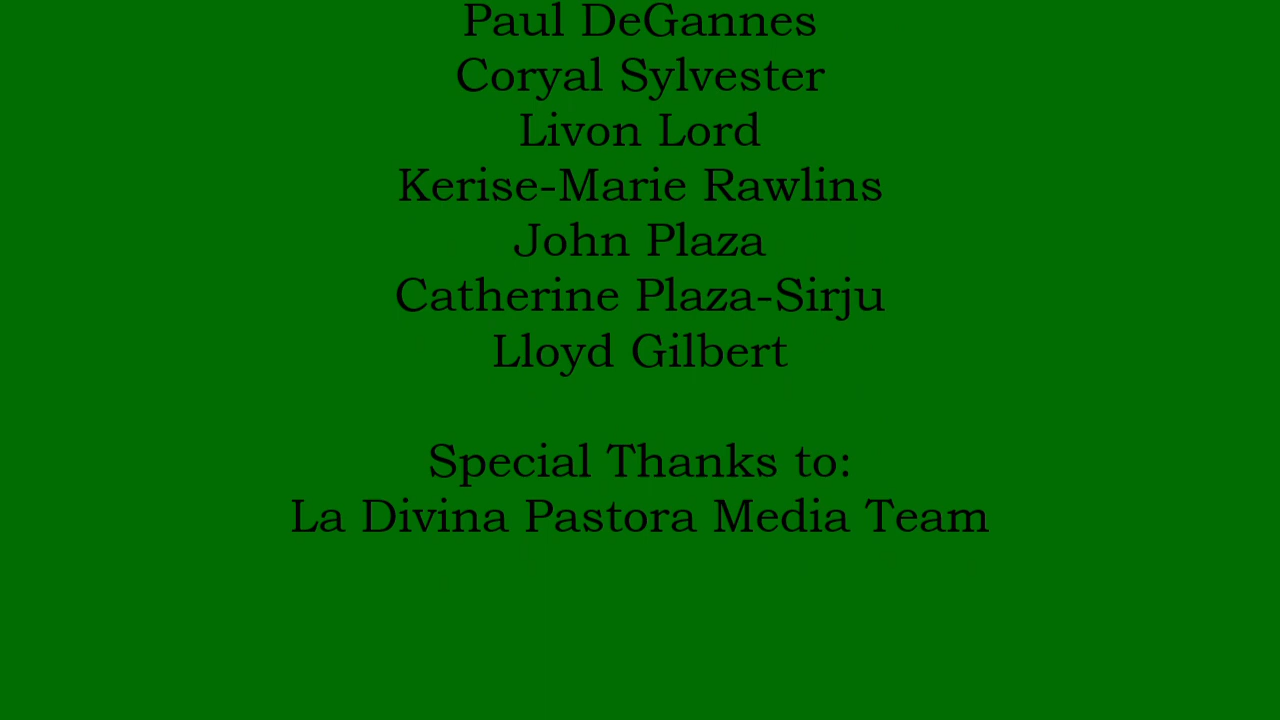 Paul DeGannes
Coryal Sylvester
Livon Lord
Kerise-Marie Rawlins
John Plaza
Catherine Plaza-Sirju
Lloyd Gilbert
Special Thanks to:
La Divina Pastora Media Team